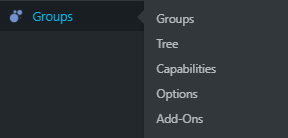 Groups
Groups
Tree
Capabilities
Options
Add-Ons